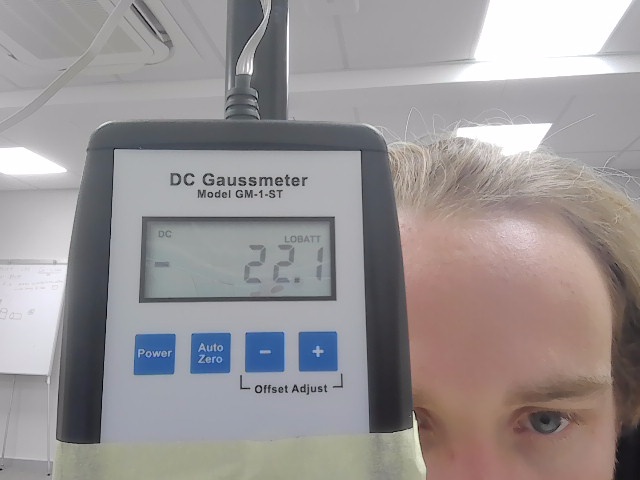 DC Gaussmeter
Model GM-1-ST
DC
LOBATT
- 22.1
Power
Auto
Zero
-
+
Offset Adjust